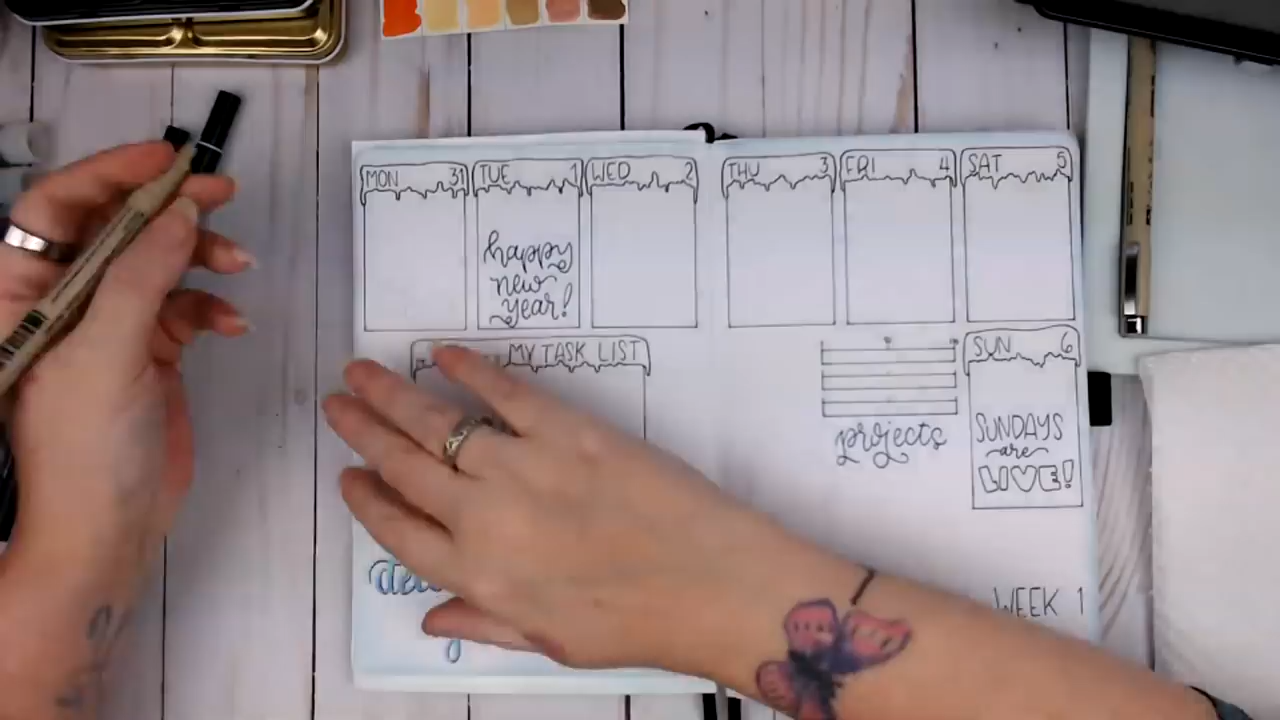 MON 31
TUE 1
WED 2
THU 3
FRI 4
SAT 5
happy
new
year!
MY TASK LIST
SUN 6
projects
SUNDAYS
are
LIVE!
WEEK 1